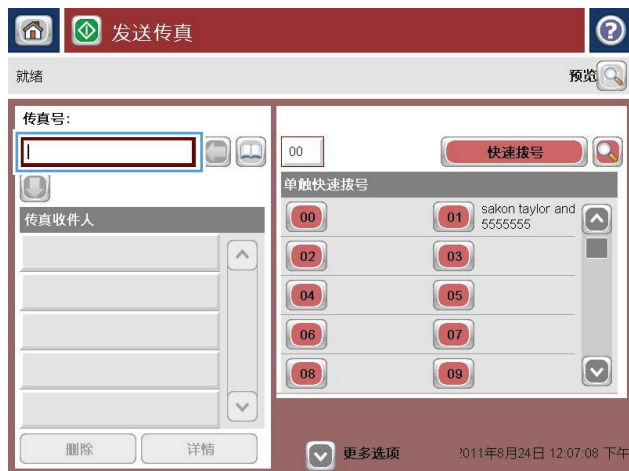 发送传真
就绪
预览
传真号:
00
快速拨号
单触快速拨号
00
01
sakon taylor and
5555555
传真收件人
02
03
04
05
06
07
08
09
删除
详情
更多选项
2011年8月24日 12:07:08 下午